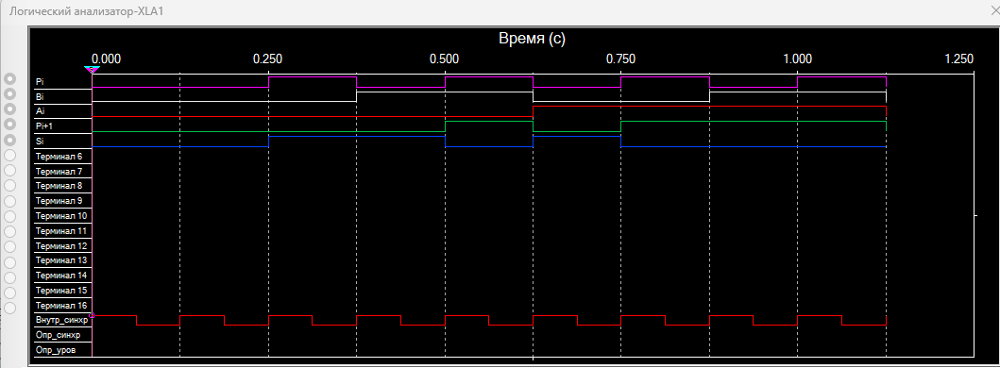 Логический анализатор-XLA1
Время (с)
0.000 0.250 0.500 0.750 1.000 1.250
Pi
Bi
Ai
Pi+1
Si
Терминал 6
Терминал 7
Терминал 8
Терминал 9
Терминал 10
Терминал 11
Терминал 12
Терминал 13
Терминал 14
Терминал 15
Терминал 16
Внутр_синхр
Опр_синхр
Опр_уров